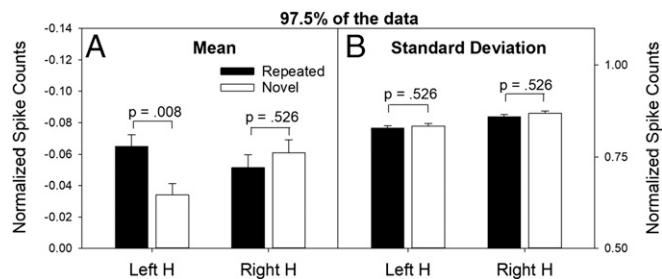 97.5% of the data
A
Mean
B
Standard Deviation
Repeated
Novel
p = .008
p = .526
p = .526
p = .526
Normalized Spike Counts
-0.14
-0.12
-0.10
-0.08
-0.06
-0.04
-0.02
0.00
Left H
Right H
Left H
Right H
1.00
0.75
0.50
Normalized Spike Counts